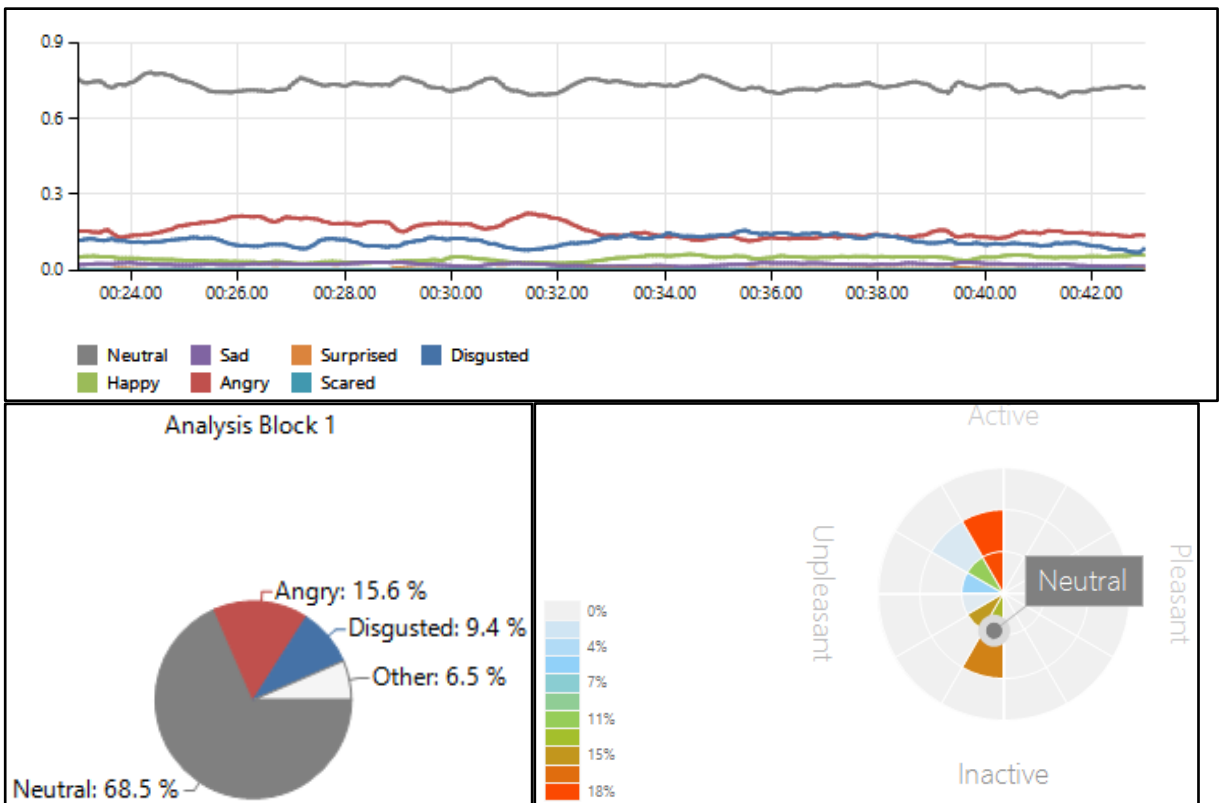 0.9
0.6
0.3
0.0
00:24.00 00:26.00 00:28.00 00:30.00 00:32.00 00:34.00 00:36.00 00:38.00 00:40.00 00:42.00
Neutral Sad Surprised Disgusted
Happy Angry Scared
Analysis Block 1
Angry: 15.6 %
Disgusted: 9.4 %
Other: 6.5 %
Neutral: 68.5 %
Active
Unpleasant
Pleasant
Neutral
Inactive
0%
4%
7%
11%
15%
18%